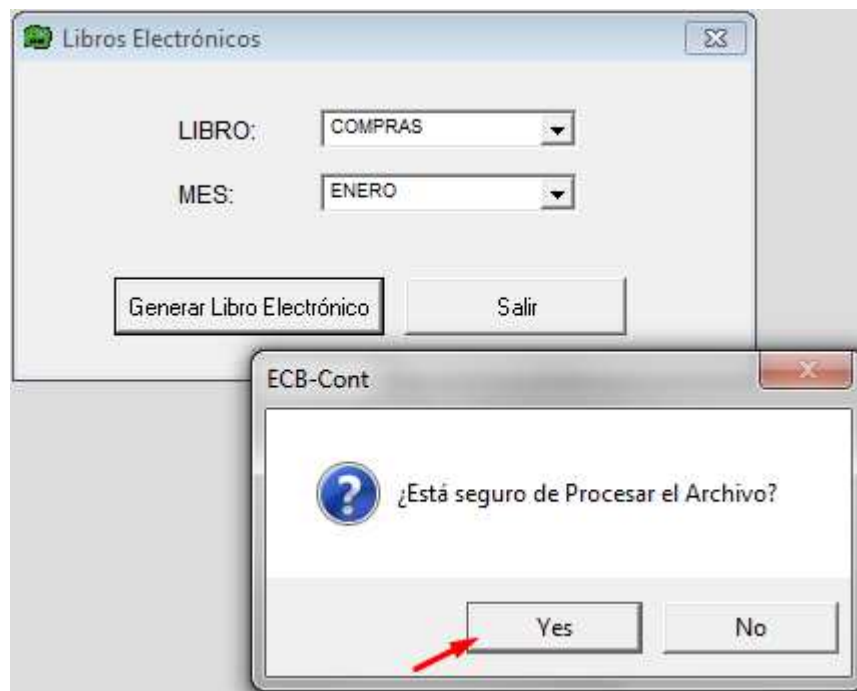 Libros Electrónicos
LIBRO: COMPRAS
MES: ENERO
Generar Libro Electrónico Salir
ECB-Cont
¿Está seguro de Procesar el Archivo?
Yes No